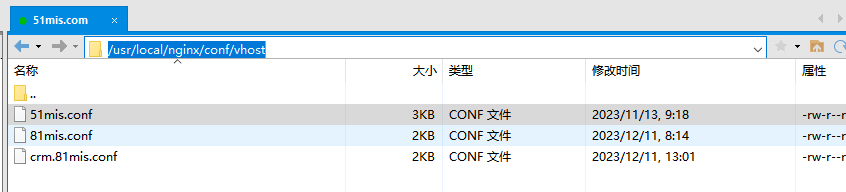 51mis.com ×
/usr/local/nginx/conf/vhost
名称 大小 类型 修改时间 属性
..
51mis.conf 3KB CONF 文件 2023/11/13, 9:18 -rw-r--r
81mis.conf 2KB CONF 文件 2023/12/11, 8:14 -rw-r--r
crm.81mis.conf 2KB CONF 文件 2023/12/11, 13:01 -rw-r--r